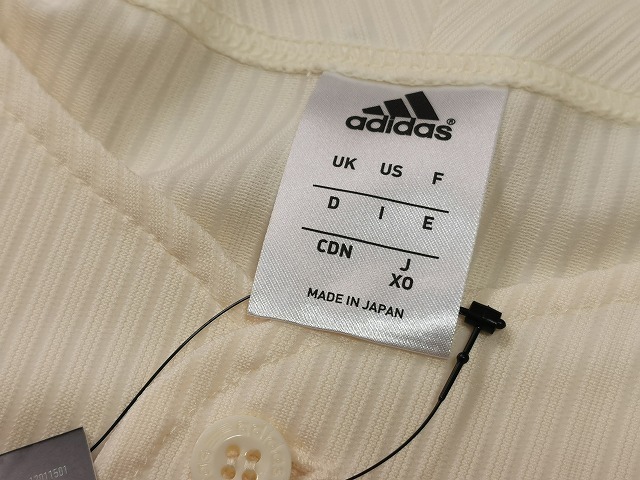 adidas®
UK US F
D I E
CDN J
XO
MADE IN JAPAN